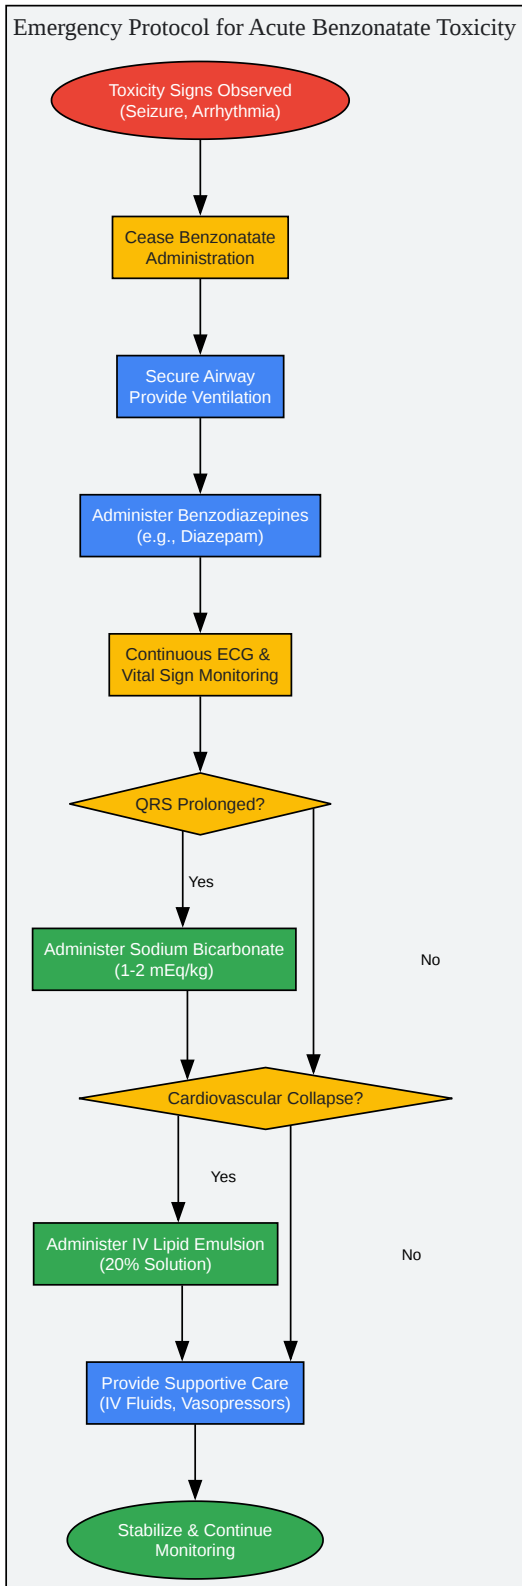 Emergency Protocol for Acute Benzonatate Toxicity
Toxicity Signs Observed
(Seizure, Arrhythmia)
Cease Benzonatate
Administration
Secure Airway
Provide Ventilation
Administer Benzodiazepines
(e.g., Diazepam)
Continuous ECG &
Vital Sign Monitoring
QRS Prolonged?
Yes
Administer Sodium Bicarbonate
(1-2 mEq/kg)
No
Cardiovascular Collapse?
Yes
Administer IV Lipid Emulsion
(20% Solution)
No
Provide Supportive Care
(IV Fluids, Vasopressors)
Stabilize & Continue
Monitoring